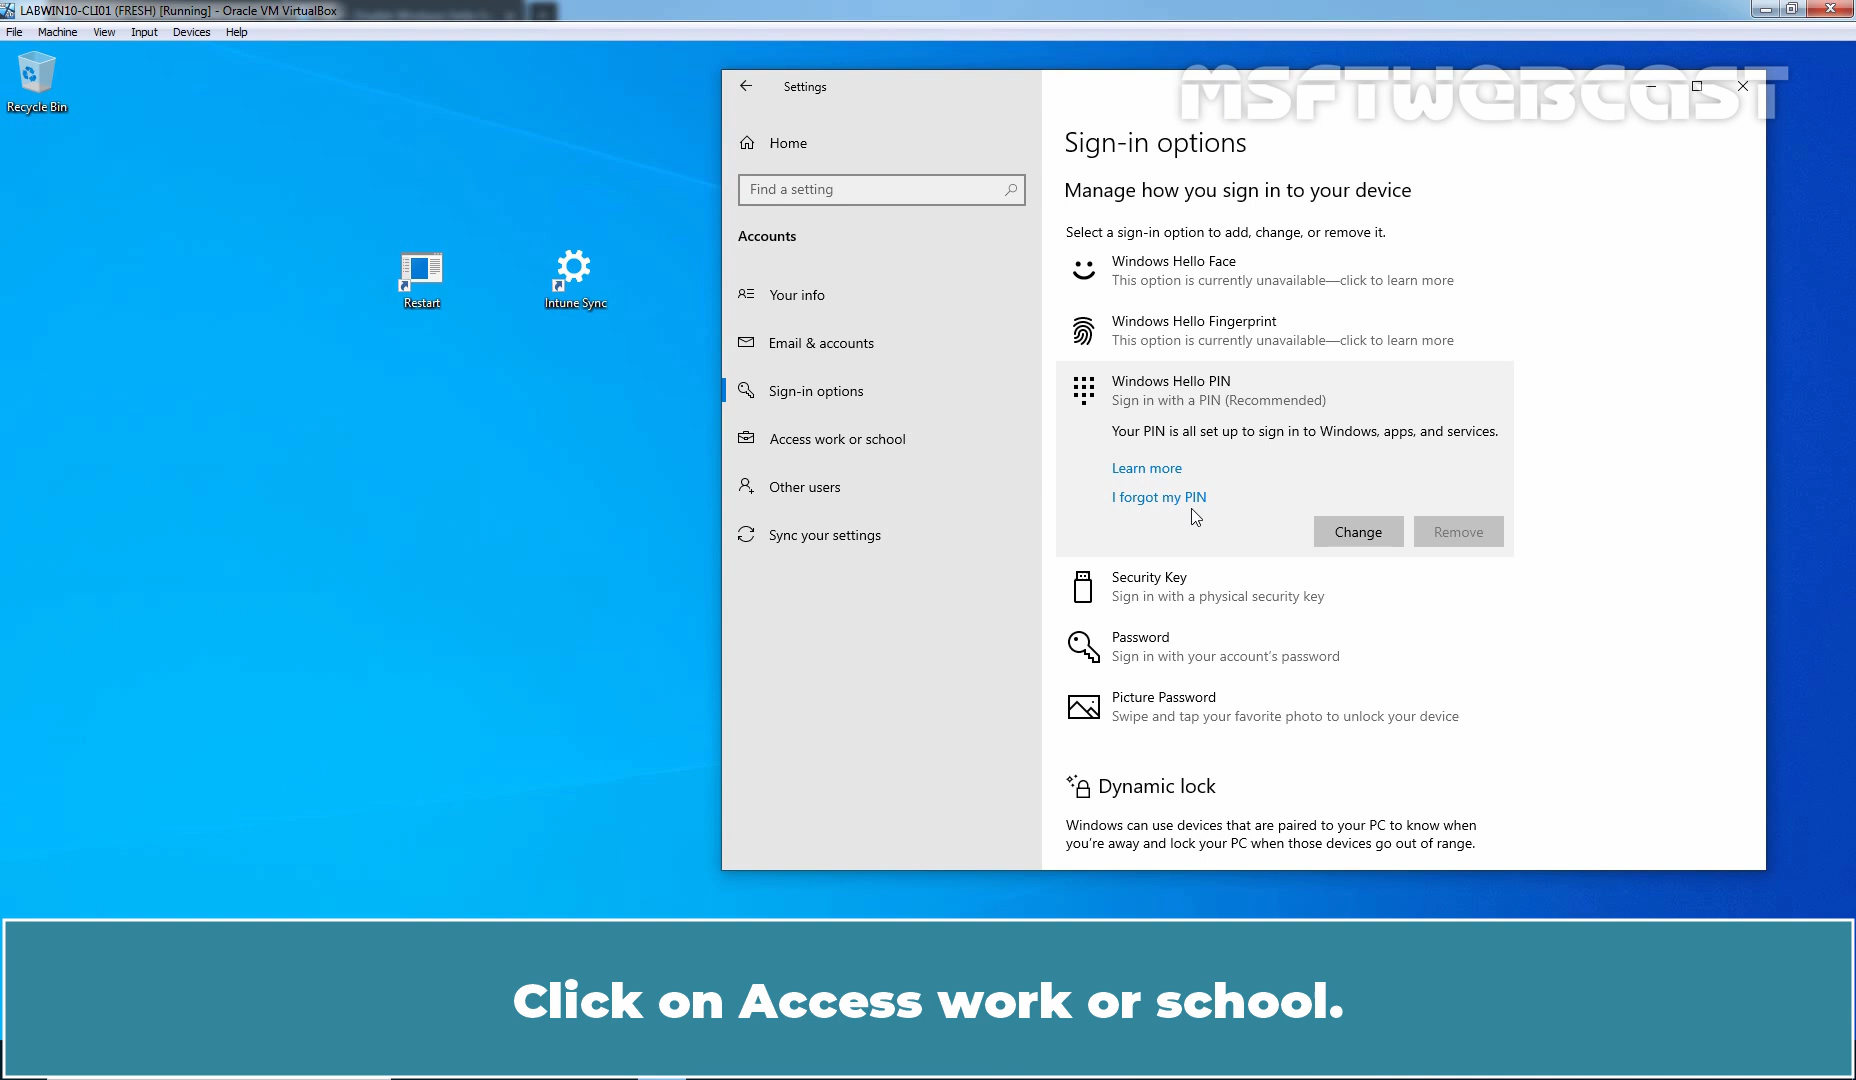 LABWIN10-CLI01 (FRESH) [Running] - Oracle VM VirtualBox
File Machine View Input Devices Help
Recycle Bin
Restart
Intune Sync
Settings
MSFTWEBCAST
Home
Find a setting
Accounts
Your info
Email & accounts
Sign-in options
Access work or school
Other users
Sync your settings
Sign-in options
Manage how you sign in to your device
Select a sign-in option to add, change, or remove it.
Windows Hello Face
This option is currently unavailable—click to learn more
Windows Hello Fingerprint
This option is currently unavailable—click to learn more
Windows Hello PIN
Sign in with a PIN (Recommended)
Your PIN is all set up to sign in to Windows, apps, and services.
Learn more
I forgot my PIN
Change
Remove
Security Key
Sign in with a physical security key
Password
Sign in with your account's password
Picture Password
Swipe and tap your favorite photo to unlock your device
Dynamic lock
Windows can use devices that are paired to your PC to know when
you're away and lock your PC when those devices go out of range.
Click on Access work or school.